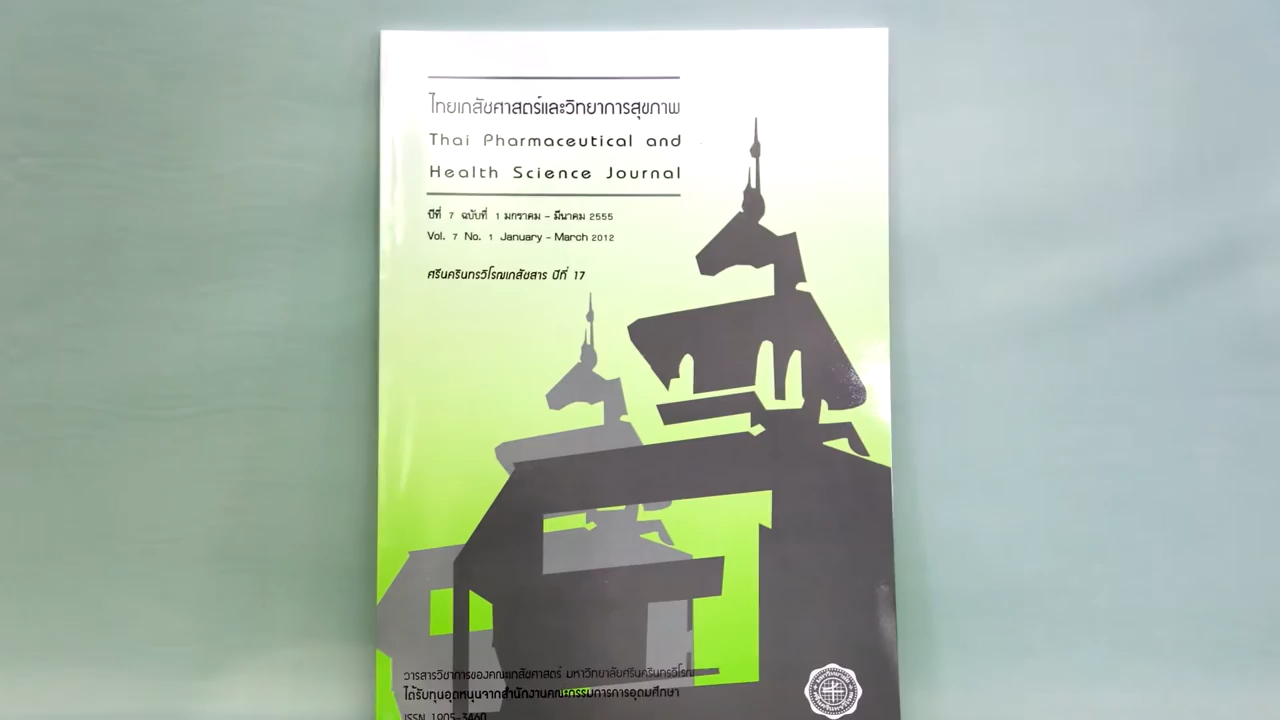 ไทยเภสัชศาสตร์และวิทยาการสุขภาพ
Thai Pharmaceutical and
Health Science Journal
ปีที่ 7 ฉบับที่ 1 มกราคม - มีนาคม 2555
Vol. 7 No. 1 January - March 2012
ศรีนครินทรวิโรฒเภสัชสาร ปีที่ 17
วารสารวิชาการของคณะเภสัชศาสตร์ มหาวิทยาลัยศรีนครินทรวิโรฒ
ได้รับทุนอุดหนุนจากสำนักงานคณะกรรมการการอุดมศึกษา
ISSN 1905-3460